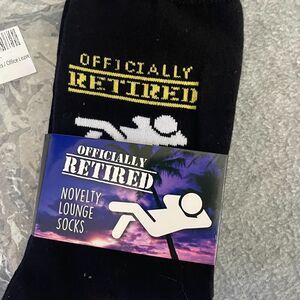 OFFICIALLY
RETIRED
OFFICIALLY
RETIRED
NOVELTY
LOUNGE
SOCKS